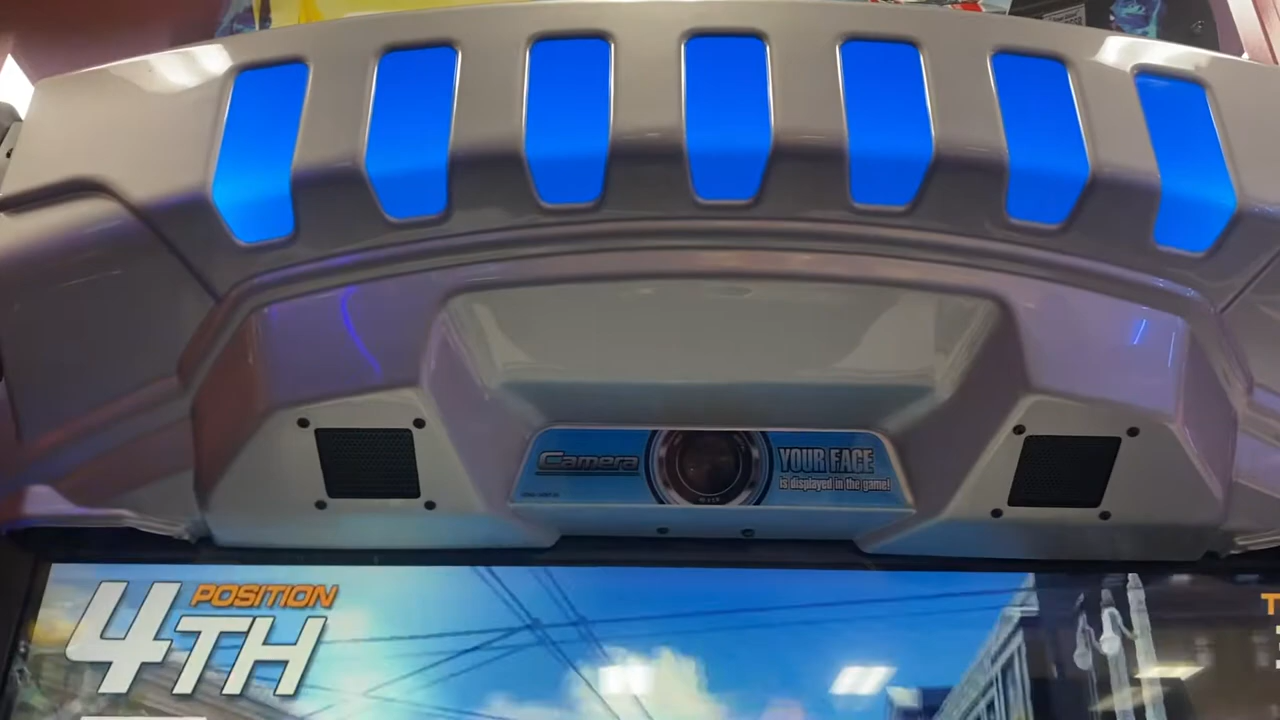 Camera
YOUR FACE
is displayed in the game!
POSITION
4TH
T